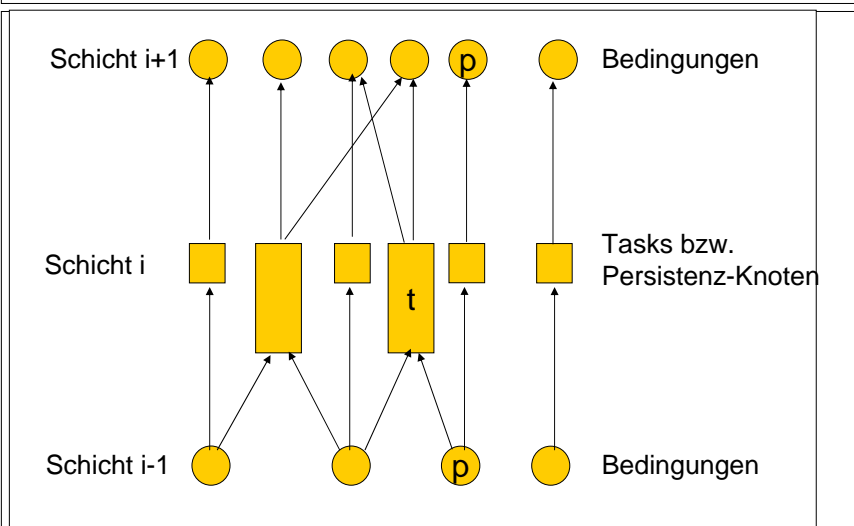 Schicht i+1
p
Bedingungen
Schicht i
t
Tasks bzw.
Persistenz-Knoten
Schicht i-1
p
Bedingungen